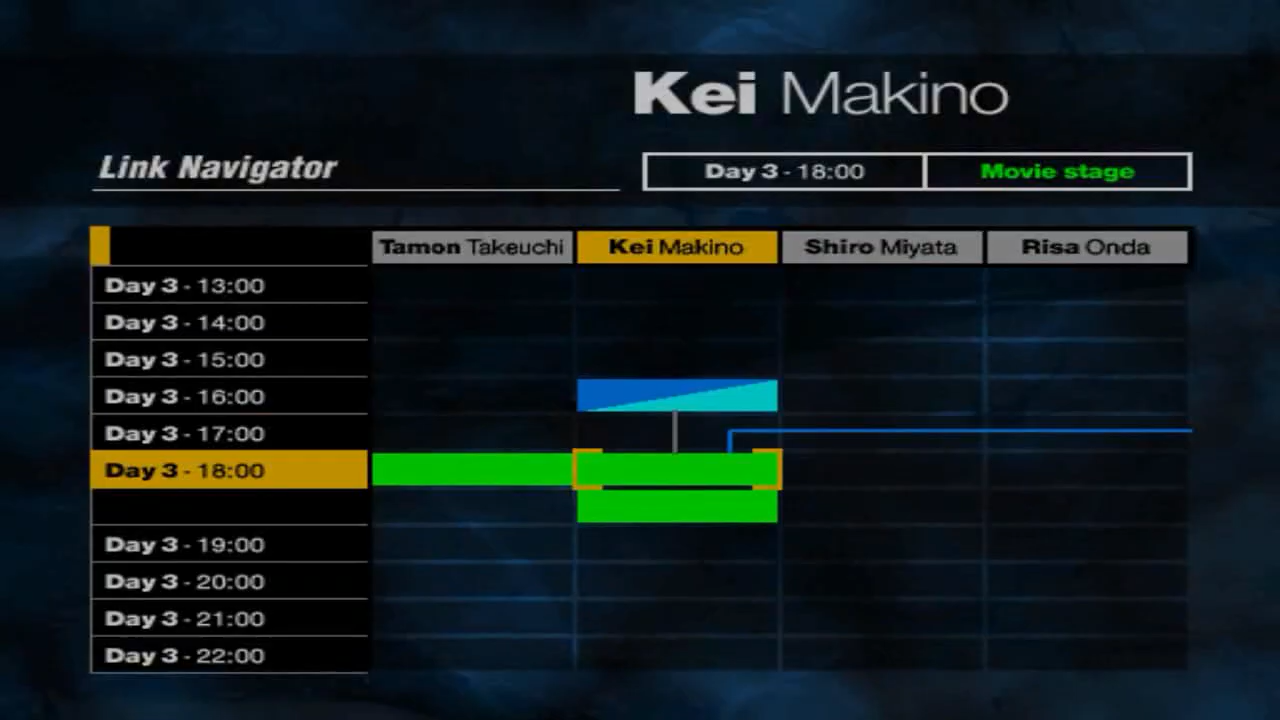 Kei Makino
Link Navigator
Day 3 - 18:00
Movie stage
Tamon Takeuchi
Kei Makino
Shiro Miyata
Risa Onda
Day 3 - 13:00
Day 3 - 14:00
Day 3 - 15:00
Day 3 - 16:00
Day 3 - 17:00
Day 3 - 18:00
Day 3 - 19:00
Day 3 - 20:00
Day 3 - 21:00
Day 3 - 22:00